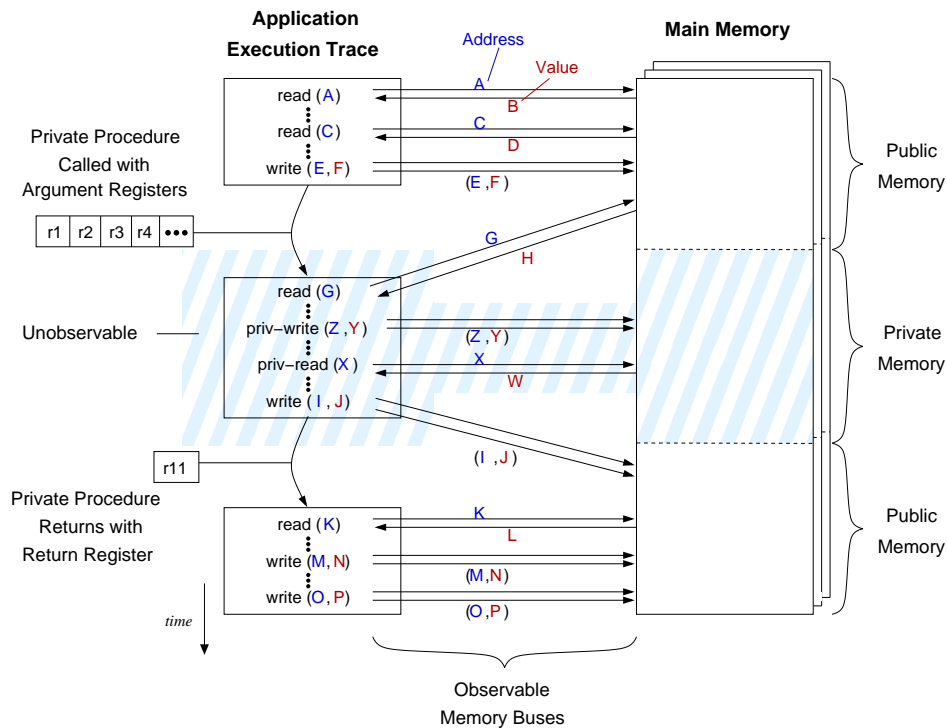 Application
Execution Trace
Main Memory
Address
Value
read (A)
A
B
read (C)
C
D
write (E, F)
(E, F)
Public
Memory
Private Procedure
Called with
Argument Registers
r1 r2 r3 r4 •••
G
H
read (G)
Unobservable
priv-write (Z, Y)
(Z, Y)
Private
Memory
priv-read (X)
X
W
write (I, J)
(I, J)
r11
Private Procedure
Returns with
Return Register
read (K)
K
L
Public
Memory
write (M, N)
(M,N)
write (O, P)
(O,P)
time
Observable
Memory Buses